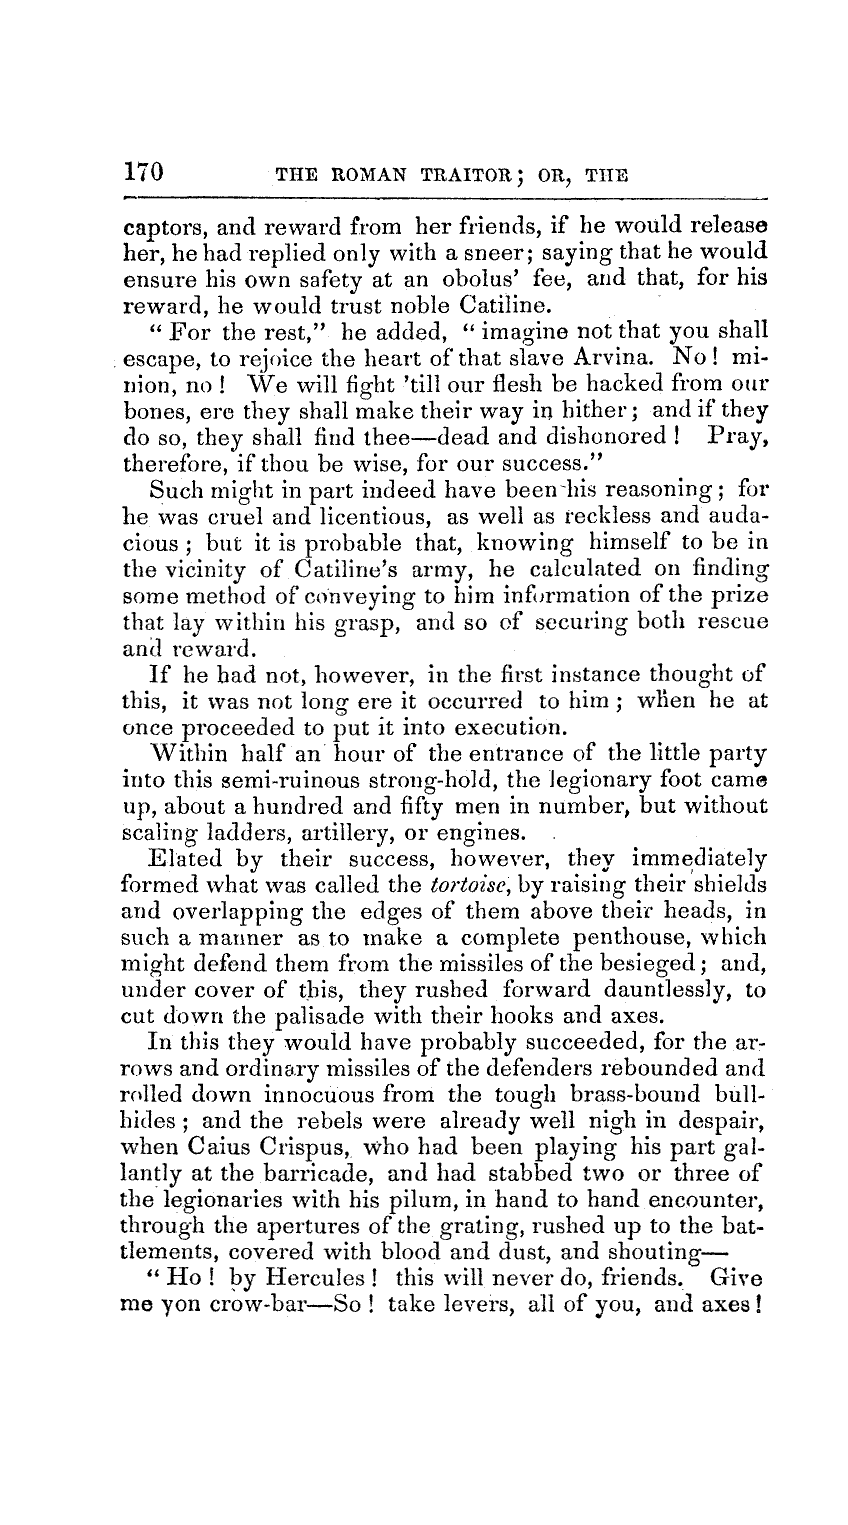 170 THE ROMAN TRAITOR; OR, THE
captors, and reward from her friends, if he would release
her, he had replied only with a sneer; saying that he would
ensure his own safety at an obolus' fee, and that, for his
reward, he would trust noble Catiline.
"For the rest," he added, "imagine not that you shall
escape, to rejoice the heart of that slave Arvina. No! mi-
nion, no! We will fight 'till our flesh be hacked from our
bones, ere they shall make their way in hither; and if they
do so, they shall find thee—dead and dishonored! Pray,
therefore, if thou be wise, for our success."
Such might in part indeed have been his reasoning; for
he was cruel and licentious, as well as reckless and auda-
cious; but it is probable that, knowing himself to be in
the vicinity of Catiline's army, he calculated on finding
some method of conveying to him information of the prize
that lay within his grasp, and so of securing both rescue
and reward.
If he had not, however, in the first instance thought of
this, it was not long ere it occurred to him; when he at
once proceeded to put it into execution.
Within half an hour of the entrance of the little party
into this semi-ruinous strong-hold, the legionary foot came
up, about a hundred and fifty men in number, but without
scaling ladders, artillery, or engines.
Elated by their success, however, they immediately
formed what was called the tortoise, by raising their shields
and overlapping the edges of them above their heads, in
such a manner as to make a complete penthouse, which
might defend them from the missiles of the besieged; and,
under cover of this, they rushed forward dauntlessly, to
cut down the palisade with their hooks and axes.
In this they would have probably succeeded, for the ar-
rows and ordinary missiles of the defenders rebounded and
rolled down innocuous from the tough brass-bound bull-
hides; and the rebels were already well nigh in despair,
when Caius Crispus, who had been playing his part gal-
lantly at the barricade, and had stabbed two or three of
the legionaries with his pilum, in hand to hand encounter,
through the apertures of the grating, rushed up to the bat-
tlements, covered with blood and dust, and shouting—
"Ho! by Hercules! this will never do, friends. Give
me yon crow-bar—So! take levers, all of you, and axes!